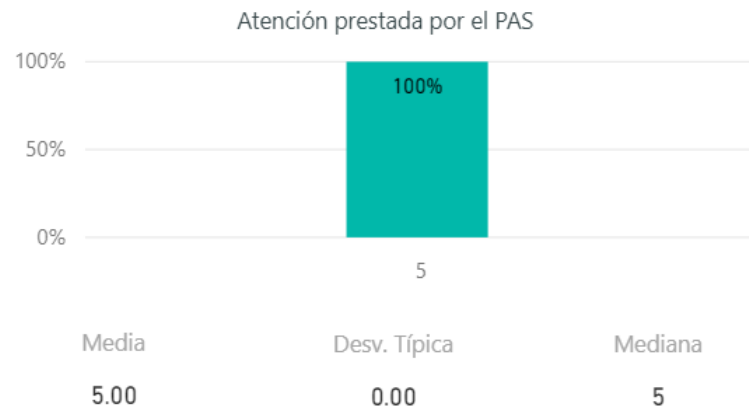 Atención prestada por el PAS
100%
100%
50%
0%
5
Media Desv. Típica Mediana
5.00 0.00 5